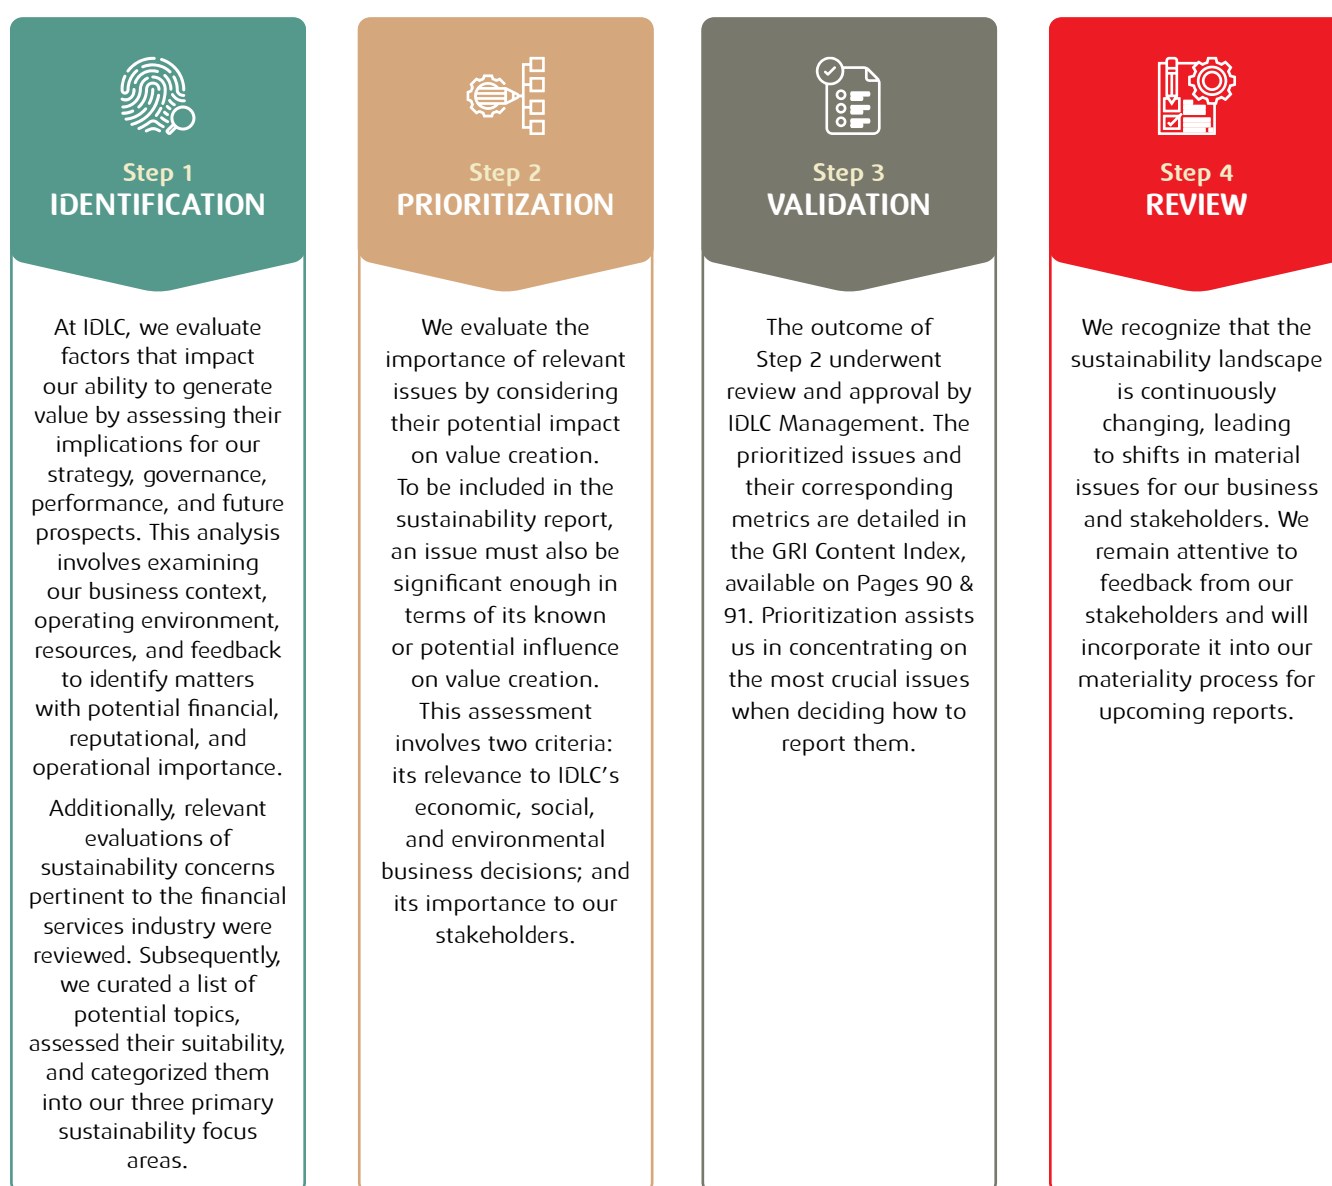 Step 1
IDENTIFICATION
At IDLC, we evaluate
factors that impact
our ability to generate
value by assessing their
implications for our
strategy, governance,
performance, and future
prospects. This analysis
involves examining
our business context,
operating environment,
resources, and feedback
to identify matters
with potential financial,
reputational, and
operational importance.
Additionally, relevant
evaluations of
sustainability concerns
pertinent to the financial
services industry were
reviewed. Subsequently,
we curated a list of
potential topics,
assessed their suitability,
and categorized them
into our three primary
sustainability focus
areas.
Step 2
PRIORITIZATION
We evaluate the
importance of relevant
issues by considering
their potential impact
on value creation.
To be included in the
sustainability report,
an issue must also be
significant enough in
terms of its known
or potential influence
on value creation.
This assessment
involves two criteria:
its relevance to IDLC’s
economic, social,
and environmental
business decisions; and
its importance to our
stakeholders.
Step 3
VALIDATION
The outcome of
Step 2 underwent
review and approval by
IDLC Management. The
prioritized issues and
their corresponding
metrics are detailed in
the GRI Content Index,
available on Pages 90 &
91. Prioritization assists
us in concentrating on
the most crucial issues
when deciding how to
report them.
Step 4
REVIEW
We recognize that the
sustainability landscape
is continuously
changing, leading
to shifts in material
issues for our business
and stakeholders. We
remain attentive to
feedback from our
stakeholders and will
incorporate it into our
materiality process for
upcoming reports.